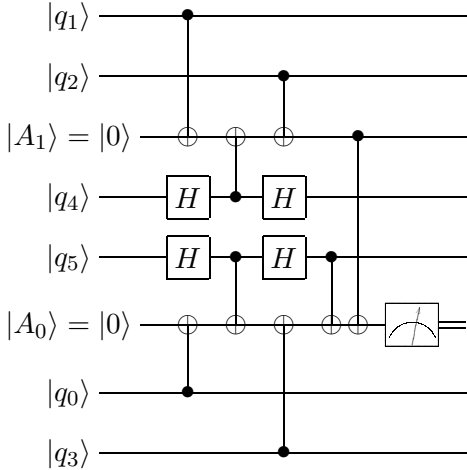 |q₁⟩
|q₂⟩
|A₁⟩ = |0⟩
|q₄⟩ H H
|q₅⟩ H H
|A₀⟩ = |0⟩
|q₀⟩
|q₃⟩